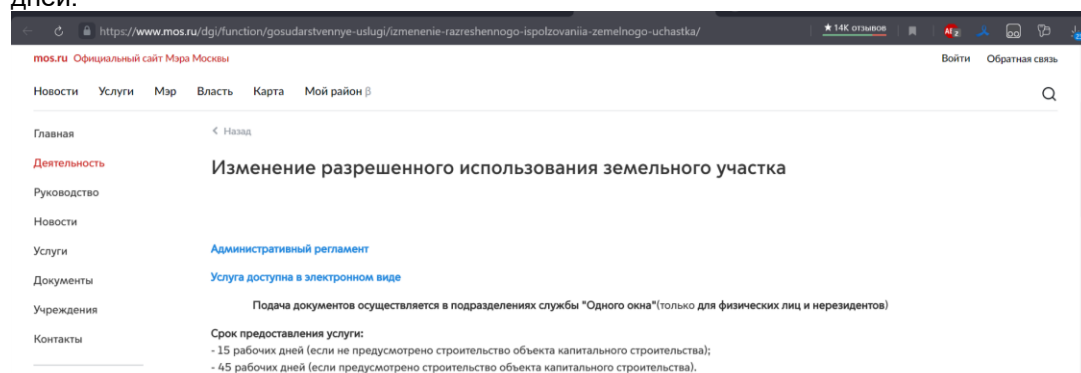 дней.
https://www.mos.ru/dgi/function/gosudarstvennye-uslugi/izmenenie-razreshennogo-ispolzovaniia-zemelnogo-uchastka/ ★ 14K отзывов
mos.ru Официальный сайт Мэра Москвы Войти Обратная связь
Новости Услуги Мэр Власть Карта Мой район β
Главная
Деятельность
Руководство
Новости
Услуги
Документы
Учреждения
Контакты
Назад
Изменение разрешенного использования земельного участка
Административный регламент
Услуга доступна в электронном виде
Подача документов осуществляется в подразделениях службы "Одного окна"(только для физических лиц и нерезидентов)
Срок предоставления услуги:
- 15 рабочих дней (если не предусмотрено строительство объекта капитального строительства);
- 45 рабочих дней (если предусмотрено строительство объекта капитального строительства).